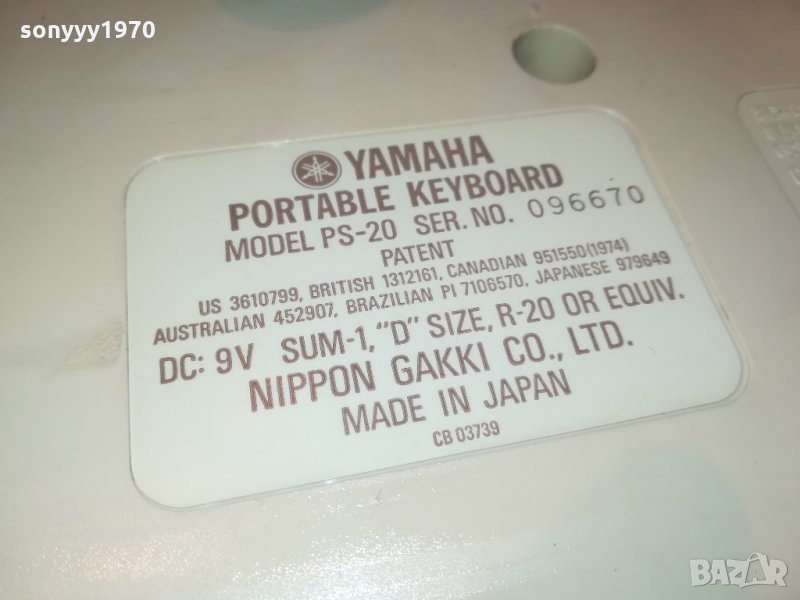 sonyyy1970
YAMAHA
PORTABLE KEYBOARD
MODEL PS-20 SER. NO. 096670
PATENT
US 3610799, BRITISH 1312161, CANADIAN 951550(1974)
AUSTRALIAN 452907, BRAZILIAN PI 7106570, JAPANESE 979649
DC: 9V SUM-1, "D" SIZE, R-20 OR EQUIV.
NIPPON GAKKI CO., LTD.
MADE IN JAPAN
CB 03739
BAZAR